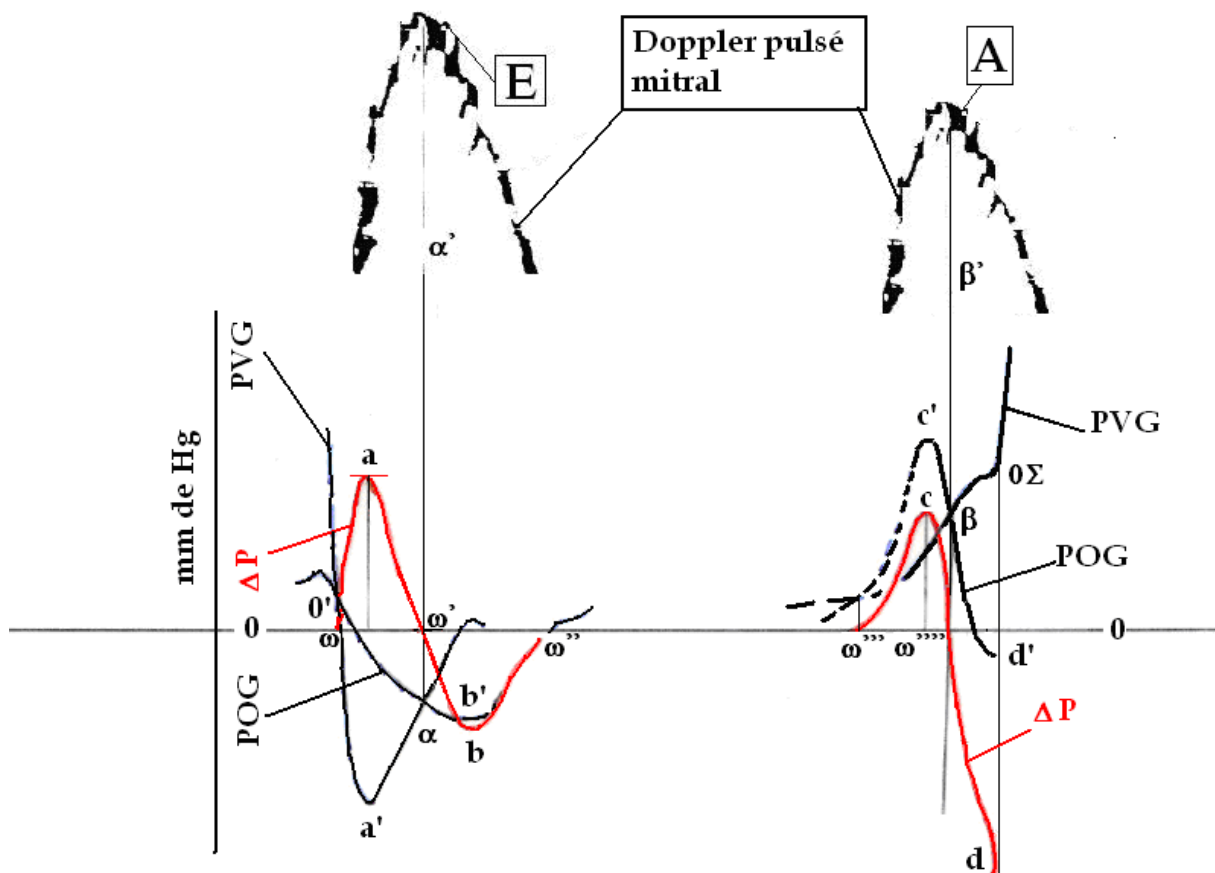 E
Doppler pulsé
mitral
A
α'
β'
PVG
mm de Hg
a
ΔP
0'
0
ω
ω'
ω''
POG
α
b'
b
a'
c'
PVG
c
0Σ
β
POG
ω'''
ω''''
0
d'
ΔP
d